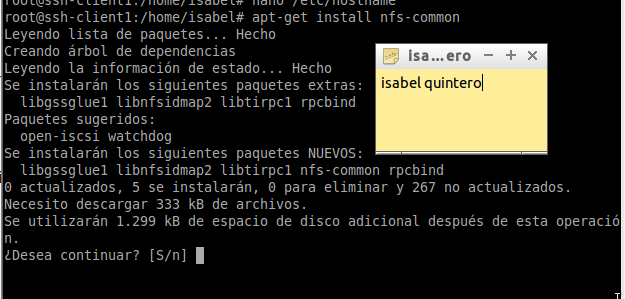 root@ssh-client1:/home/isabel# nano /etc/hostname
root@ssh-client1:/home/isabel# apt-get install nfs-common
Leyendo lista de paquetes... Hecho
Creando árbol de dependencias
Leyendo la información de estado... Hecho
Se instalarán los siguientes paquetes extras:
libgssglue1 libnfsidmap2 libtirpc1 rpcbind
Paquetes sugeridos:
open-iscsi watchdog
Se instalarán los siguientes paquetes NUEVOS:
libgssglue1 libnfsidmap2 libtirpc1 nfs-common rpcbind
0 actualizados, 5 se instalarán, 0 para eliminar y 267 no actualizados.
Necesito descargar 333 kB de archivos.
Se utilizarán 1.299 kB de espacio de disco adicional después de esta operació
n.
¿Desea continuar? [S/n]
isa...ero
isabel quintero